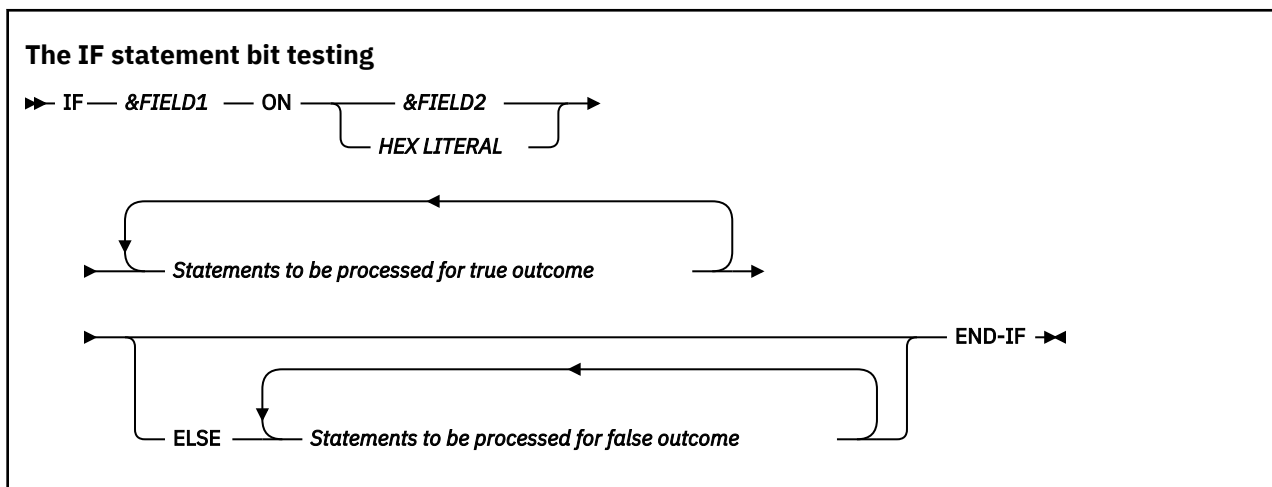 The IF statement bit testing
IF &FIELD1 ON &FIELD2
HEX LITERAL
Statements to be processed for true outcome
END-IF
ELSE Statements to be processed for false outcome